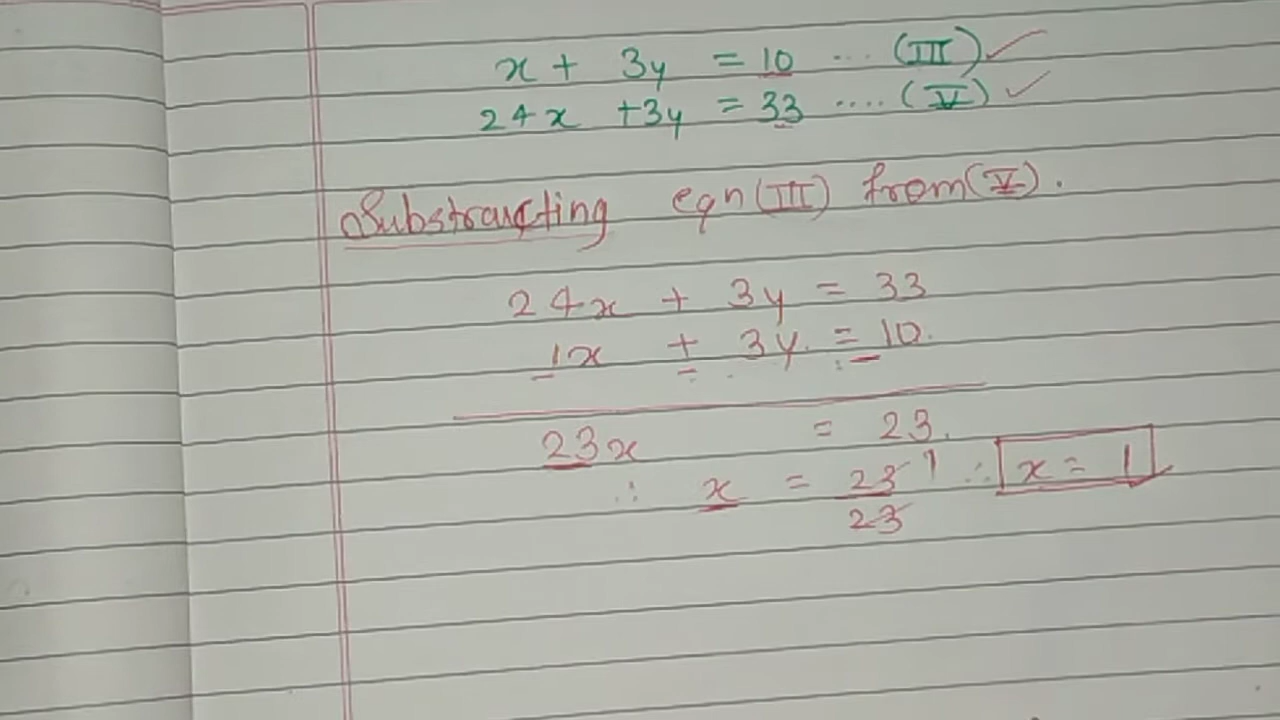 x + 3y = 10 ... (III) ✓
24x + 3y = 33 .... (V) ✓
Substracting eqn (III) from (V).
24x + 3y = 33
1x + 3y = 10.
- - -
23x = 23.
∴ x = 23/23 1 ∴ x = 1